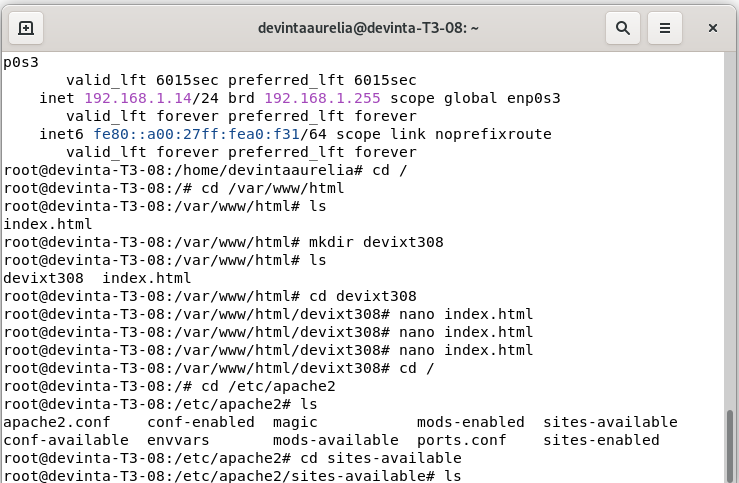 devintaaurelia@devinta-T3-08: ~
p0s3
       valid_lft 6015sec preferred_lft 6015sec
    inet 192.168.1.14/24 brd 192.168.1.255 scope global enp0s3
       valid_lft forever preferred_lft forever
    inet6 fe80::a00:27ff:fea0:f31/64 scope link noprefixroute
       valid_lft forever preferred_lft forever
root@devinta-T3-08:/home/devintaaurelia# cd /
root@devinta-T3-08:/# cd /var/www/html
root@devinta-T3-08:/var/www/html# ls
index.html
root@devinta-T3-08:/var/www/html# mkdir devixt308
root@devinta-T3-08:/var/www/html# ls
devixt308  index.html
root@devinta-T3-08:/var/www/html# cd devixt308
root@devinta-T3-08:/var/www/html/devixt308# nano index.html
root@devinta-T3-08:/var/www/html/devixt308# nano index.html
root@devinta-T3-08:/var/www/html/devixt308# nano index.html
root@devinta-T3-08:/var/www/html/devixt308# cd /
root@devinta-T3-08:/# cd /etc/apache2
root@devinta-T3-08:/etc/apache2# ls
apache2.conf    conf-enabled  magic           mods-enabled  sites-available
conf-available  envvars       mods-available  ports.conf    sites-enabled
root@devinta-T3-08:/etc/apache2# cd sites-available
root@devinta-T3-08:/etc/apache2/sites-available# ls